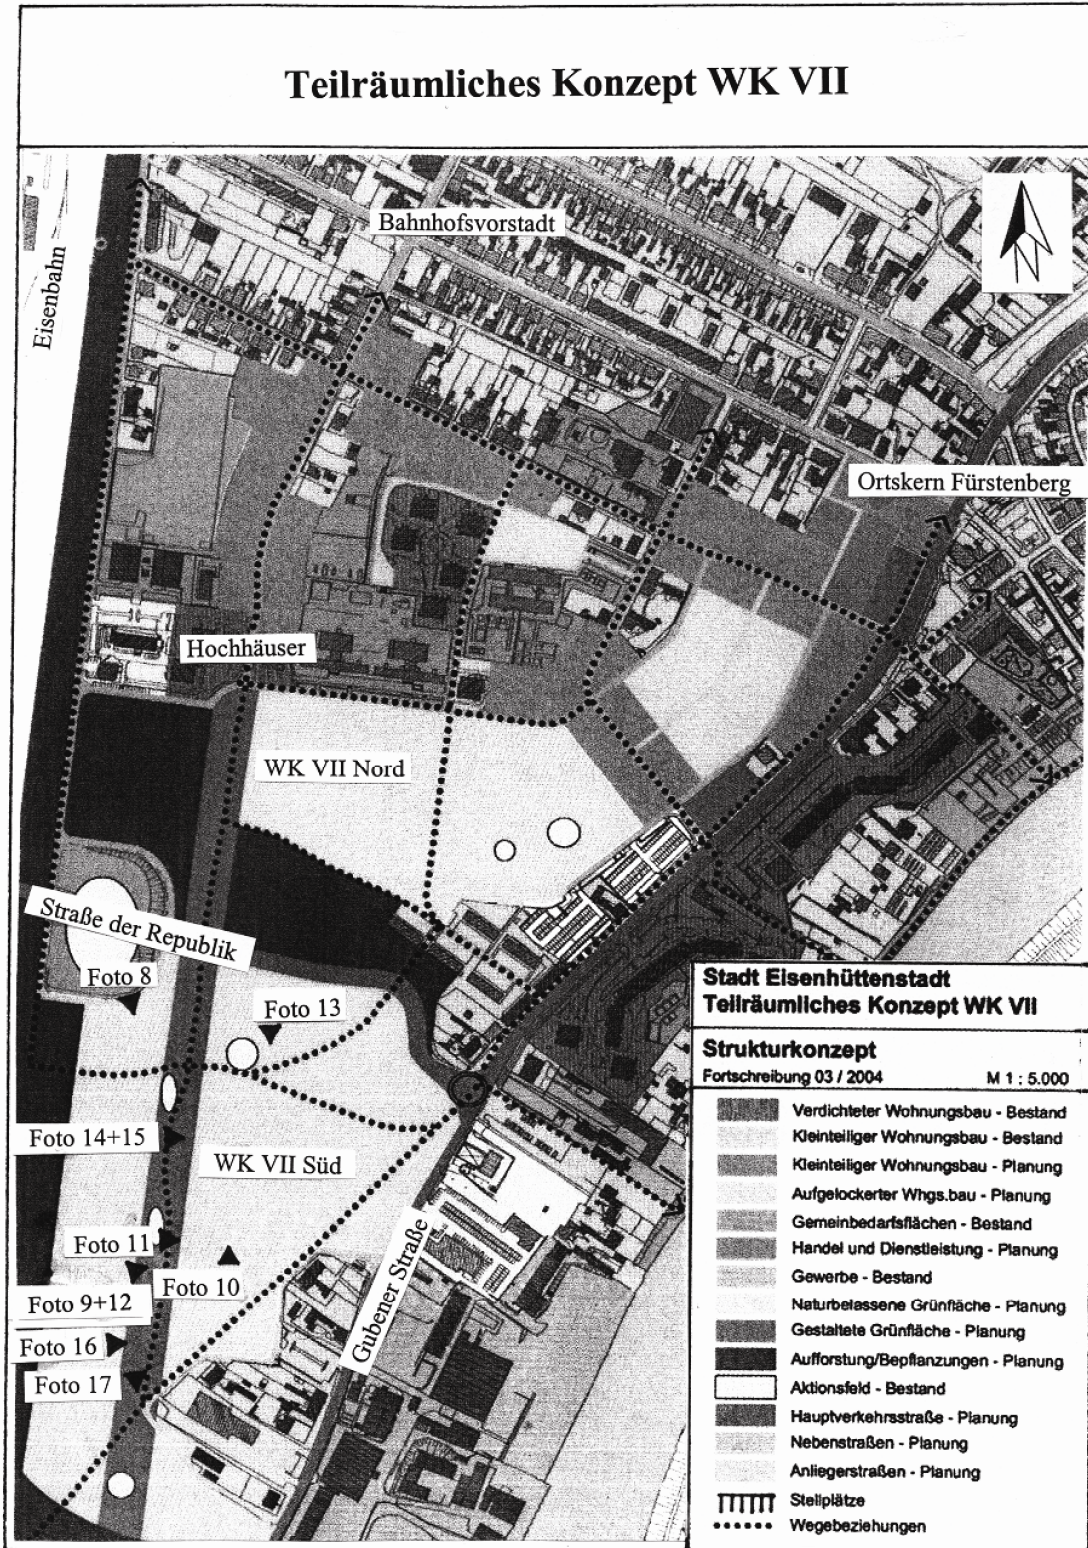 Teilräumliches Konzept WK VII
Bahnhofsvorstadt
Eisenbahn
Ortskern Fürstenberg
Hochhäuser
WK VII Nord
Straße der Republik
Foto 8
Foto 13
Foto 14+15
WK VII Süd
Foto 11
Foto 10
Foto 9+12
Foto 16
Foto 17
Gubener Straße
Stadt Eisenhüttenstadt
Teilräumliches Konzept WK VII
Strukturkonzept
Fortschreibung 03 / 2004 M 1 : 5.000
Verdichteter Wohnungsbau - Bestand
Kleinteiliger Wohnungsbau - Bestand
Kleinteiliger Wohnungsbau - Planung
Aufgelockerter Whgs.bau - Planung
Gemeinbedarfsflächen - Bestand
Handel und Dienstleistung - Planung
Gewerbe - Bestand
Naturbelassene Grünfläche - Planung
Gestaltete Grünfläche - Planung
Aufforstung/Bepflanzungen - Planung
Aktionsfeld - Bestand
Hauptverkehrsstraße - Planung
Nebenstraßen - Planung
Anliegerstraßen - Planung
Stellplätze
Wegebeziehungen